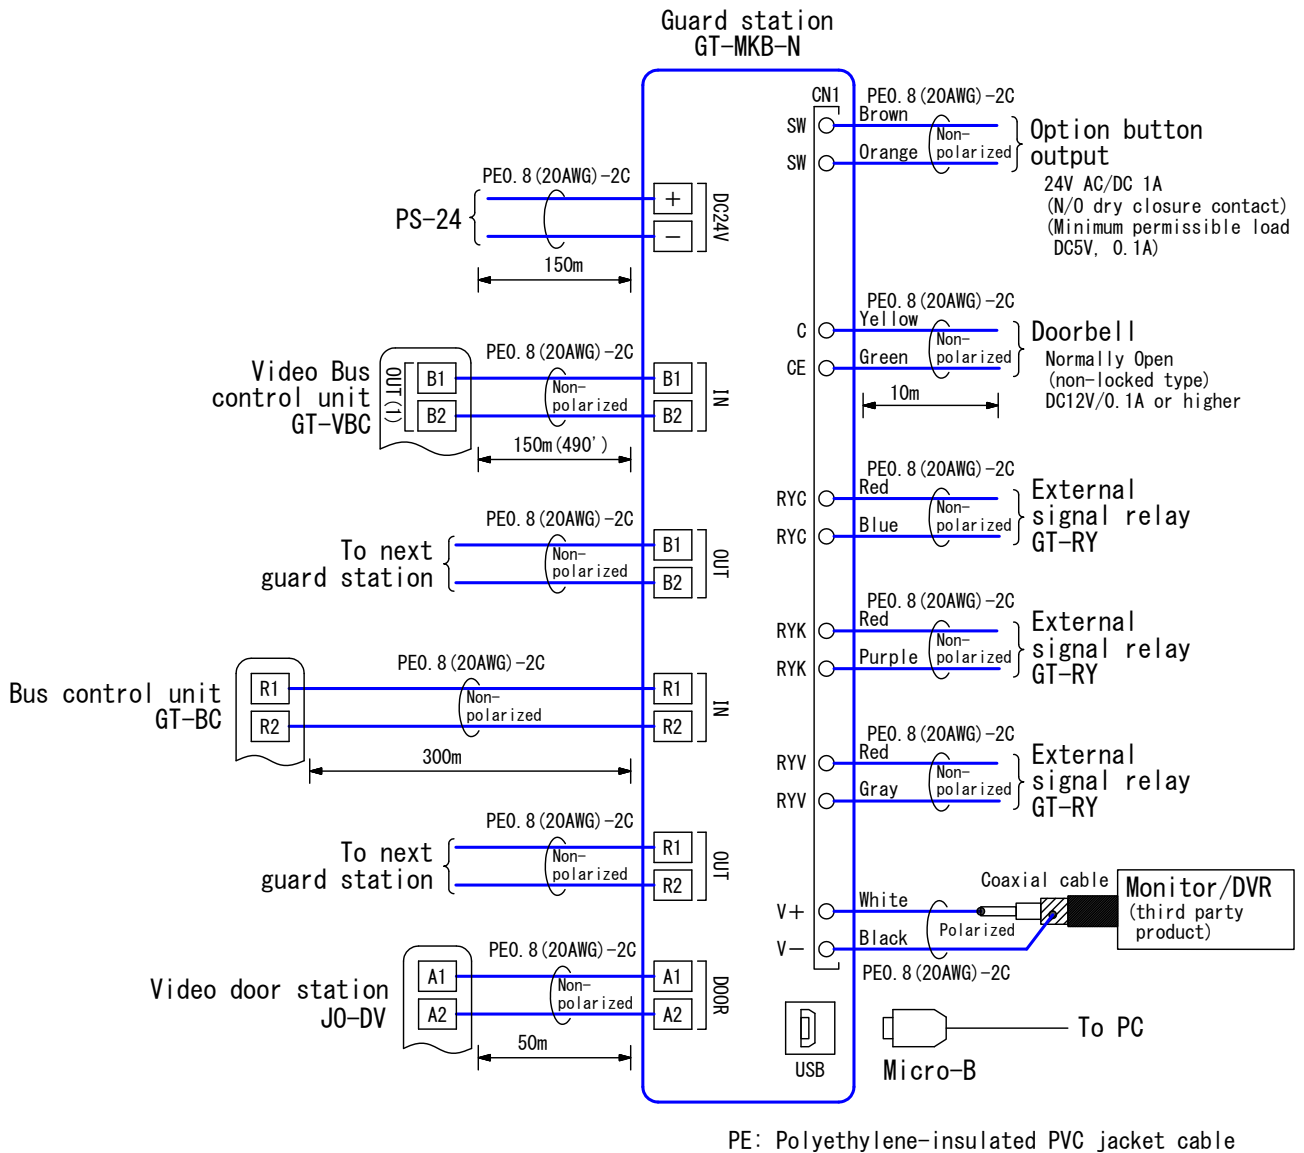 Guard station
GT-MKB-N
PS-24
PE0.8(20AWG)-2C
+
−
DC24V
150m
Video Bus
control unit
GT-VBC
OUT(1)
B1
B2
PE0.8(20AWG)-2C
Non-
polarized
B1
B2
IN
150m(490')
To next
guard station
PE0.8(20AWG)-2C
Non-
polarized
B1
B2
OUT
Bus control unit
GT-BC
R1
R2
PE0.8(20AWG)-2C
Non-
polarized
R1
R2
IN
300m
To next
guard station
PE0.8(20AWG)-2C
Non-
polarized
R1
R2
OUT
Video door station
JO-DV
A1
A2
PE0.8(20AWG)-2C
Non-
polarized
A1
A2
DOOR
50m
CN1
SW
SW
PE0.8(20AWG)-2C
Brown
Orange
Non-
polarized
Option button
output
24V AC/DC 1A
(N/O dry closure contact)
(Minimum permissible load
DC5V, 0.1A)
C
CE
PE0.8(20AWG)-2C
Yellow
Green
Non-
polarized
10m
Doorbell
Normally Open
(non-locked type)
DC12V/0.1A or higher
RYC
RYC
PE0.8(20AWG)-2C
Red
Blue
Non-
polarized
External
signal relay
GT-RY
RYK
RYK
PE0.8(20AWG)-2C
Red
Purple
Non-
polarized
External
signal relay
GT-RY
RYV
RYV
PE0.8(20AWG)-2C
Red
Gray
Non-
polarized
External
signal relay
GT-RY
V+
V−
White
Black
Polarized
PE0.8(20AWG)-2C
Coaxial cable
Monitor/DVR
(third party
product)
USB
Micro-B
To PC
PE: Polyethylene-insulated PVC jacket cable